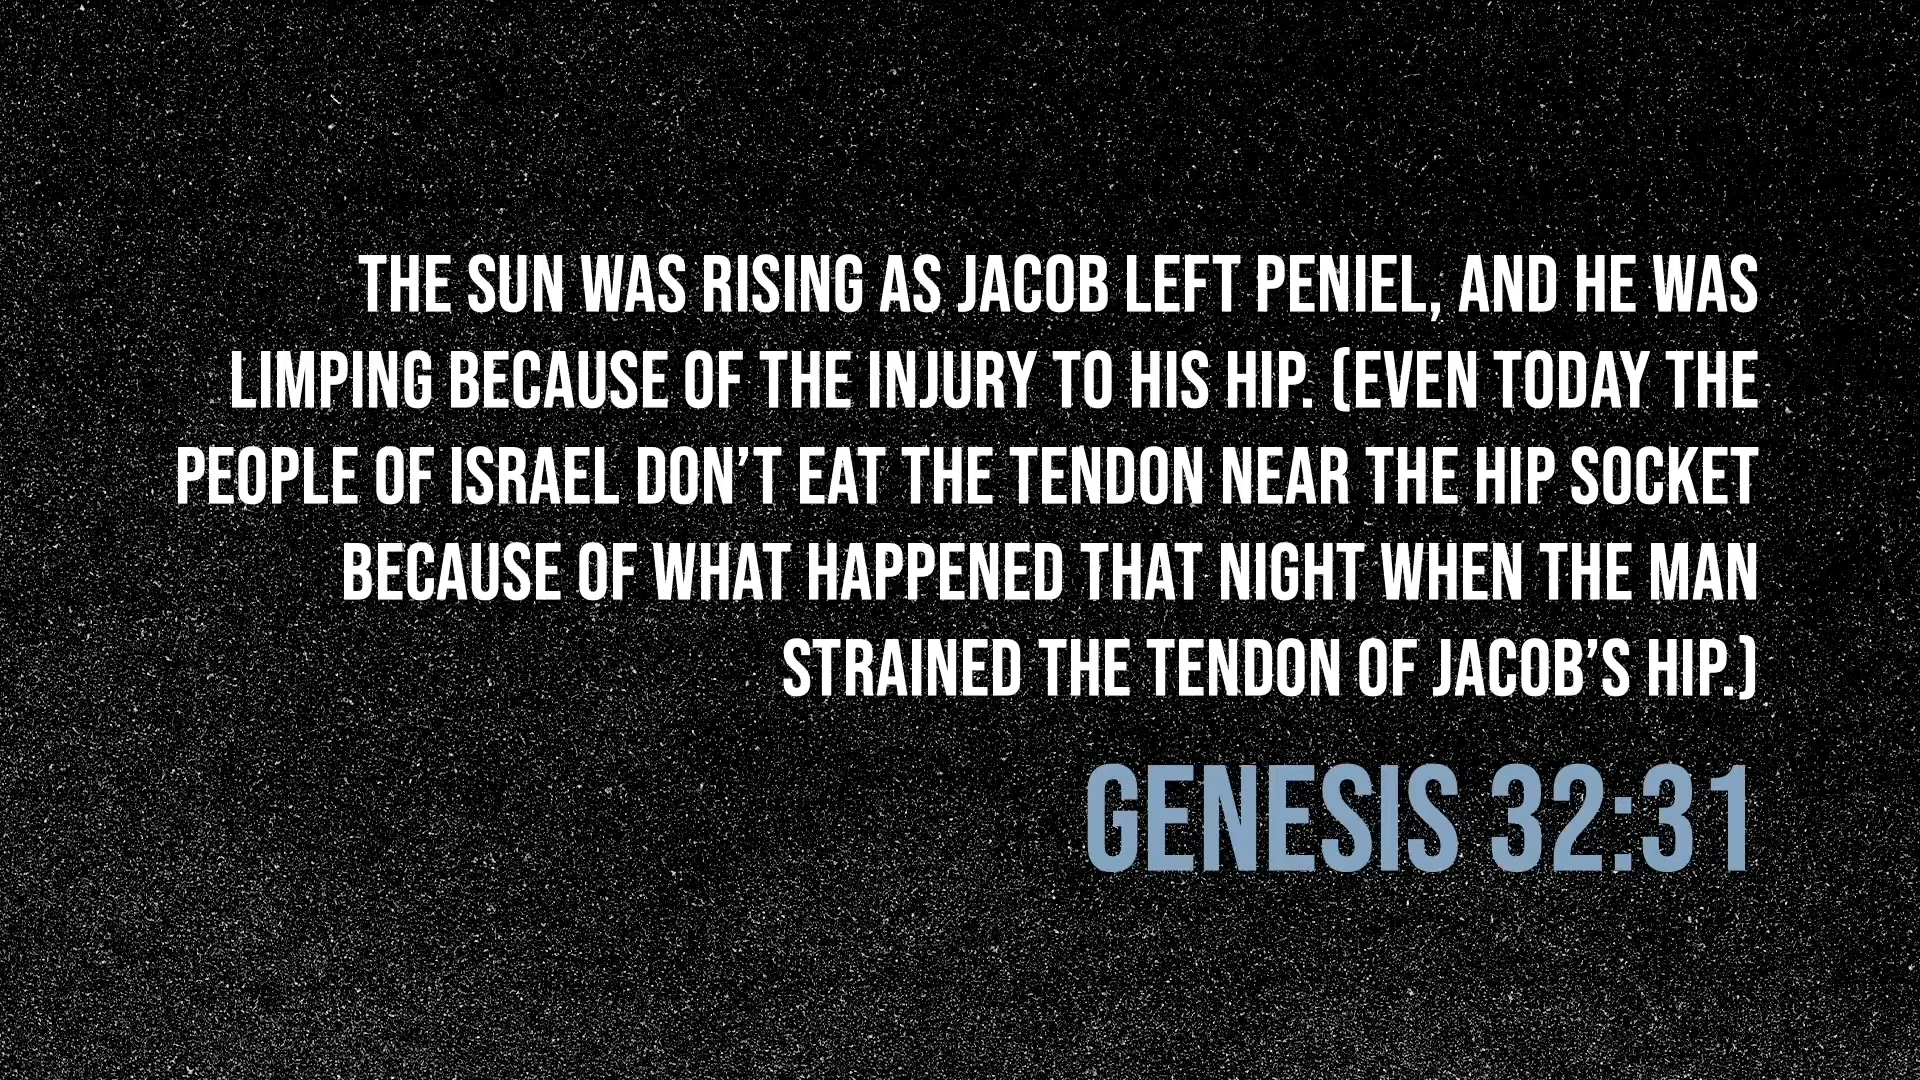 THE SUN WAS RISING AS JACOB LEFT PENIEL, AND HE WAS
LIMPING BECAUSE OF THE INJURY TO HIS HIP. (EVEN TODAY THE
PEOPLE OF ISRAEL DON’T EAT THE TENDON NEAR THE HIP SOCKET
BECAUSE OF WHAT HAPPENED THAT NIGHT WHEN THE MAN
STRAINED THE TENDON OF JACOB’S HIP.)
GENESIS 32:31